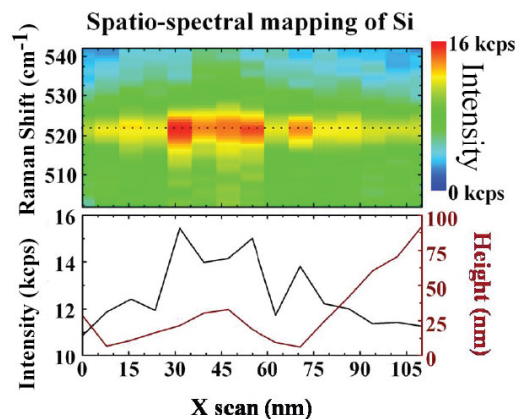 Spatio-spectral mapping of Si
Raman Shift (cm⁻¹)
540
530
520
510
16 kcps
Intensity
0 kcps
Intensity (kcps)
16
14
12
10
100
75
50
25
0
Height (nm)
0 15 30 45 60 75 90 105
X scan (nm)